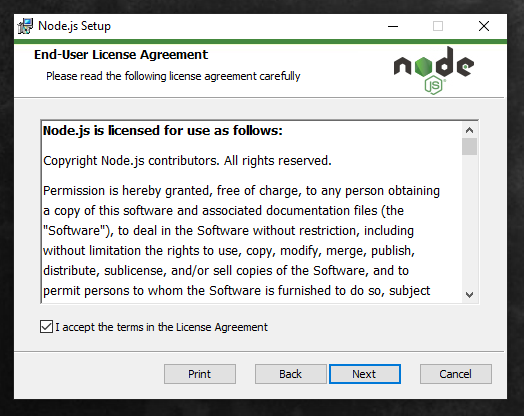 Node.js Setup
End-User License Agreement
Please read the following license agreement carefully
node
JS
Node.js is licensed for use as follows:
Copyright Node.js contributors. All rights reserved.
Permission is hereby granted, free of charge, to any person obtaining
a copy of this software and associated documentation files (the
"Software"), to deal in the Software without restriction, including
without limitation the rights to use, copy, modify, merge, publish,
distribute, sublicense, and/or sell copies of the Software, and to
permit persons to whom the Software is furnished to do so, subject
I accept the terms in the License Agreement
Print
Back
Next
Cancel